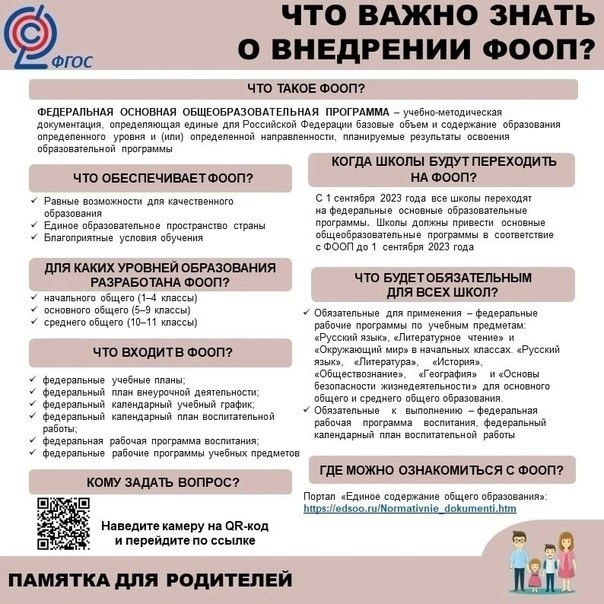 ФГОС
ЧТО ВАЖНО ЗНАТЬ
О ВНЕДРЕНИИ ФООП?
ЧТО ТАКОЕ ФООП?
ФЕДЕРАЛЬНАЯ ОСНОВНАЯ ОБЩЕОБРАЗОВАТЕЛЬНАЯ ПРОГРАММА – учебно-методическая
документация, определяющая единые для Российской Федерации базовые объем и содержание образования
определенного уровня и (или) определенной направленности, планируемые результаты освоения
образовательной программы
ЧТО ОБЕСПЕЧИВАЕТ ФООП?
✓ Равные возможности для качественного
образования
✓ Единое образовательное пространство страны
✓ Благоприятные условия обучения
ДЛЯ КАКИХ УРОВНЕЙ ОБРАЗОВАНИЯ
РАЗРАБОТАНА ФООП?
✓ начального общего (1–4 классы)
✓ основного общего (5–9 классы)
✓ среднего общего (10–11 классы)
ЧТО ВХОДИТ В ФООП?
✓ федеральные учебные планы;
✓ федеральный план внеурочной деятельности;
✓ федеральный календарный учебный график;
✓ федеральный календарный план воспитательной
работы;
✓ федеральная рабочая программа воспитания;
✓ федеральные рабочие программы учебных предметов
КОМУ ЗАДАТЬ ВОПРОС?
Наведите камеру на QR-код
и перейдите по ссылке
КОГДА ШКОЛЫ БУДУТ ПЕРЕХОДИТЬ
НА ФООП?
С 1 сентября 2023 года все школы переходят
на федеральные основные образовательные
программы. Школы должны привести основные
общеобразовательные программы в соответствие
с ФООП до 1 сентября 2023 года
ЧТО БУДЕТ ОБЯЗАТЕЛЬНЫМ
ДЛЯ ВСЕХ ШКОЛ?
✓ Обязательные для применения – федеральные
рабочие программы по учебным предметам:
«Русский язык», «Литературное чтение» и
«Окружающий мир» в начальных классах. «Русский
язык», «Литература», «История»,
«Обществознание», «География» и «Основы
безопасности жизнедеятельности» для основного
общего и среднего общего образования.
✓ Обязательные к выполнению – федеральная
рабочая программа воспитания, федеральный
календарный план воспитательной работы
ГДЕ МОЖНО ОЗНАКОМИТЬСЯ С ФООП?
Портал «Единое содержание общего образования»:
https://edsoo.ru/Normativnie_dokumenti.htm
ПАМЯТКА ДЛЯ РОДИТЕЛЕЙ